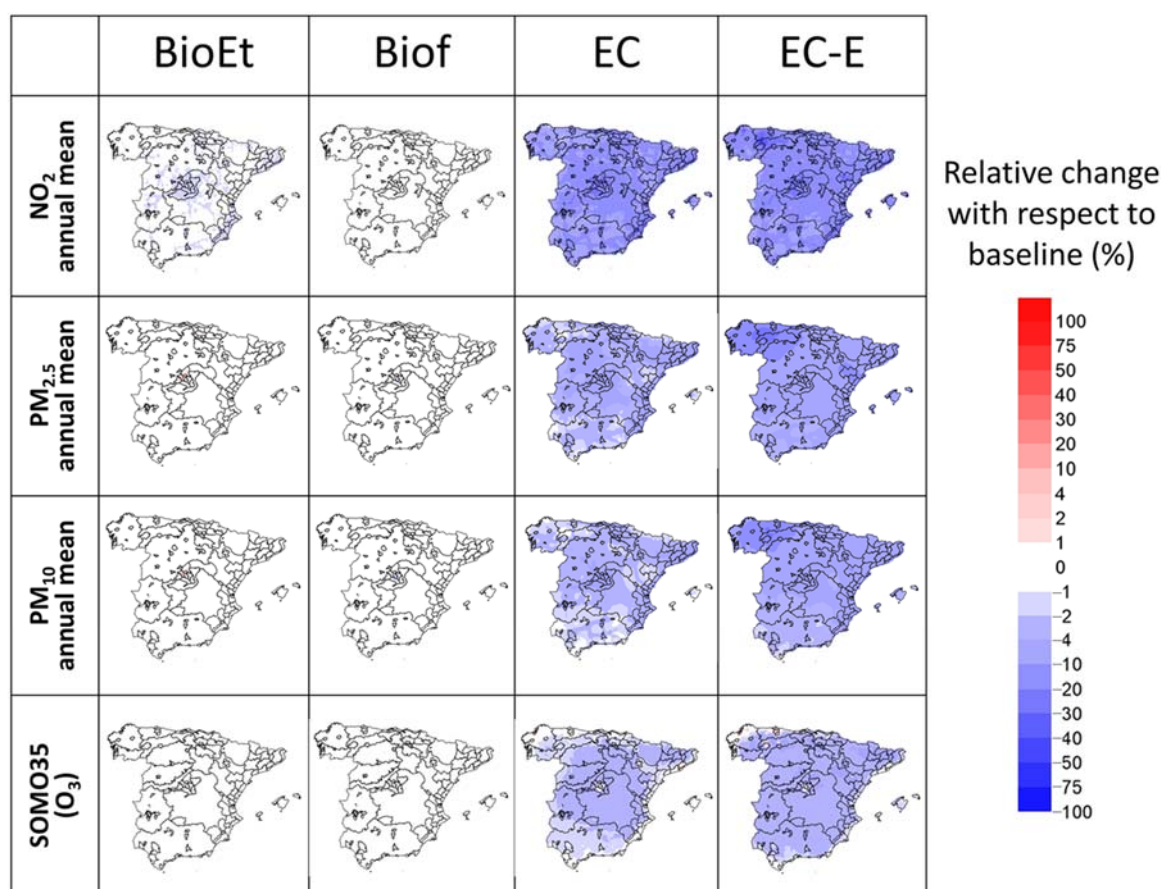 BioEt
Biof
EC
EC-E
NO2
annual mean
PM2.5
annual mean
PM10
annual mean
SOMO35
(O3)
Relative change
with respect to
baseline (%)
100
75
50
40
30
20
10
4
2
1
0
−1
−2
−4
−10
−20
−30
−40
−50
−75
−100